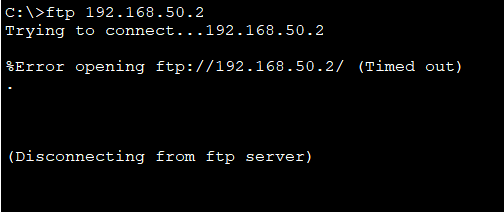 C:\>ftp 192.168.50.2
Trying to connect...192.168.50.2
%Error opening ftp://192.168.50.2/ (Timed out)
.
(Disconnecting from ftp server)